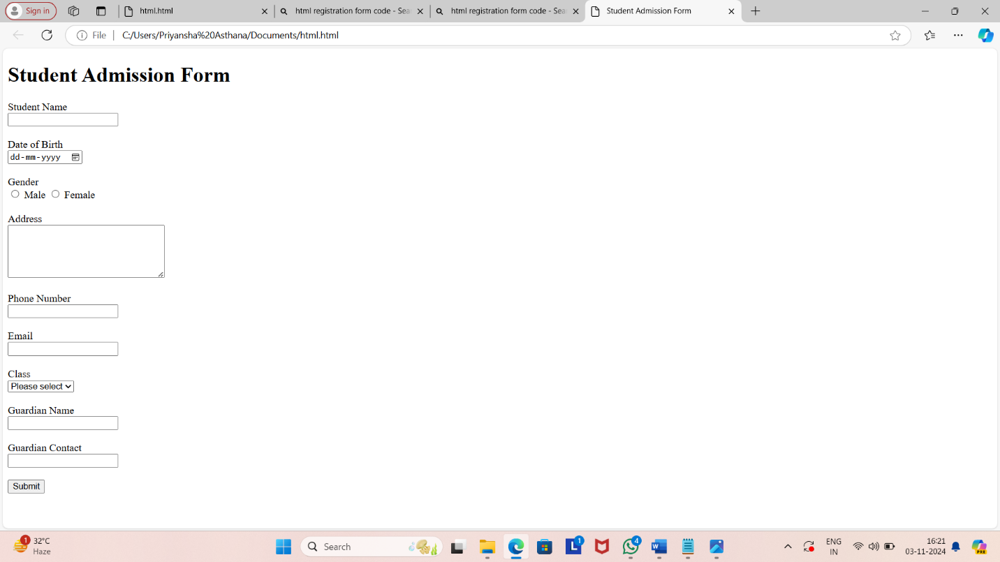 Sign in
html.html
html registration form code - Sea
html registration form code - Sea
Student Admission Form
File
C:/Users/Priyansha%20Asthana/Documents/html.html
Student Admission Form
Student Name
Date of Birth
dd-mm-yyyy
Gender
Male Female
Address
Phone Number
Email
Class
Please select
Guardian Name
Guardian Contact
Submit
1
32°C
Haze
Search
L 1
4
W
ENG
IN
16:21
03-11-2024
PRE